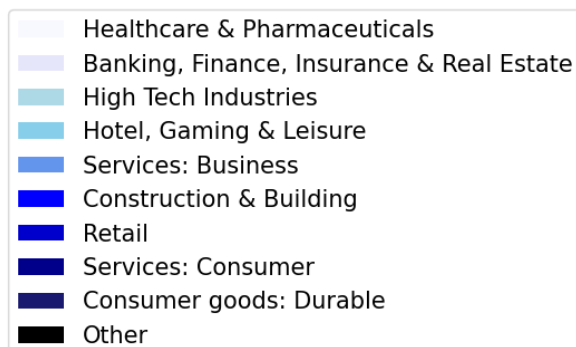 Healthcare & Pharmaceuticals
Banking, Finance, Insurance & Real Estate
High Tech Industries
Hotel, Gaming & Leisure
Services: Business
Construction & Building
Retail
Services: Consumer
Consumer goods: Durable
Other